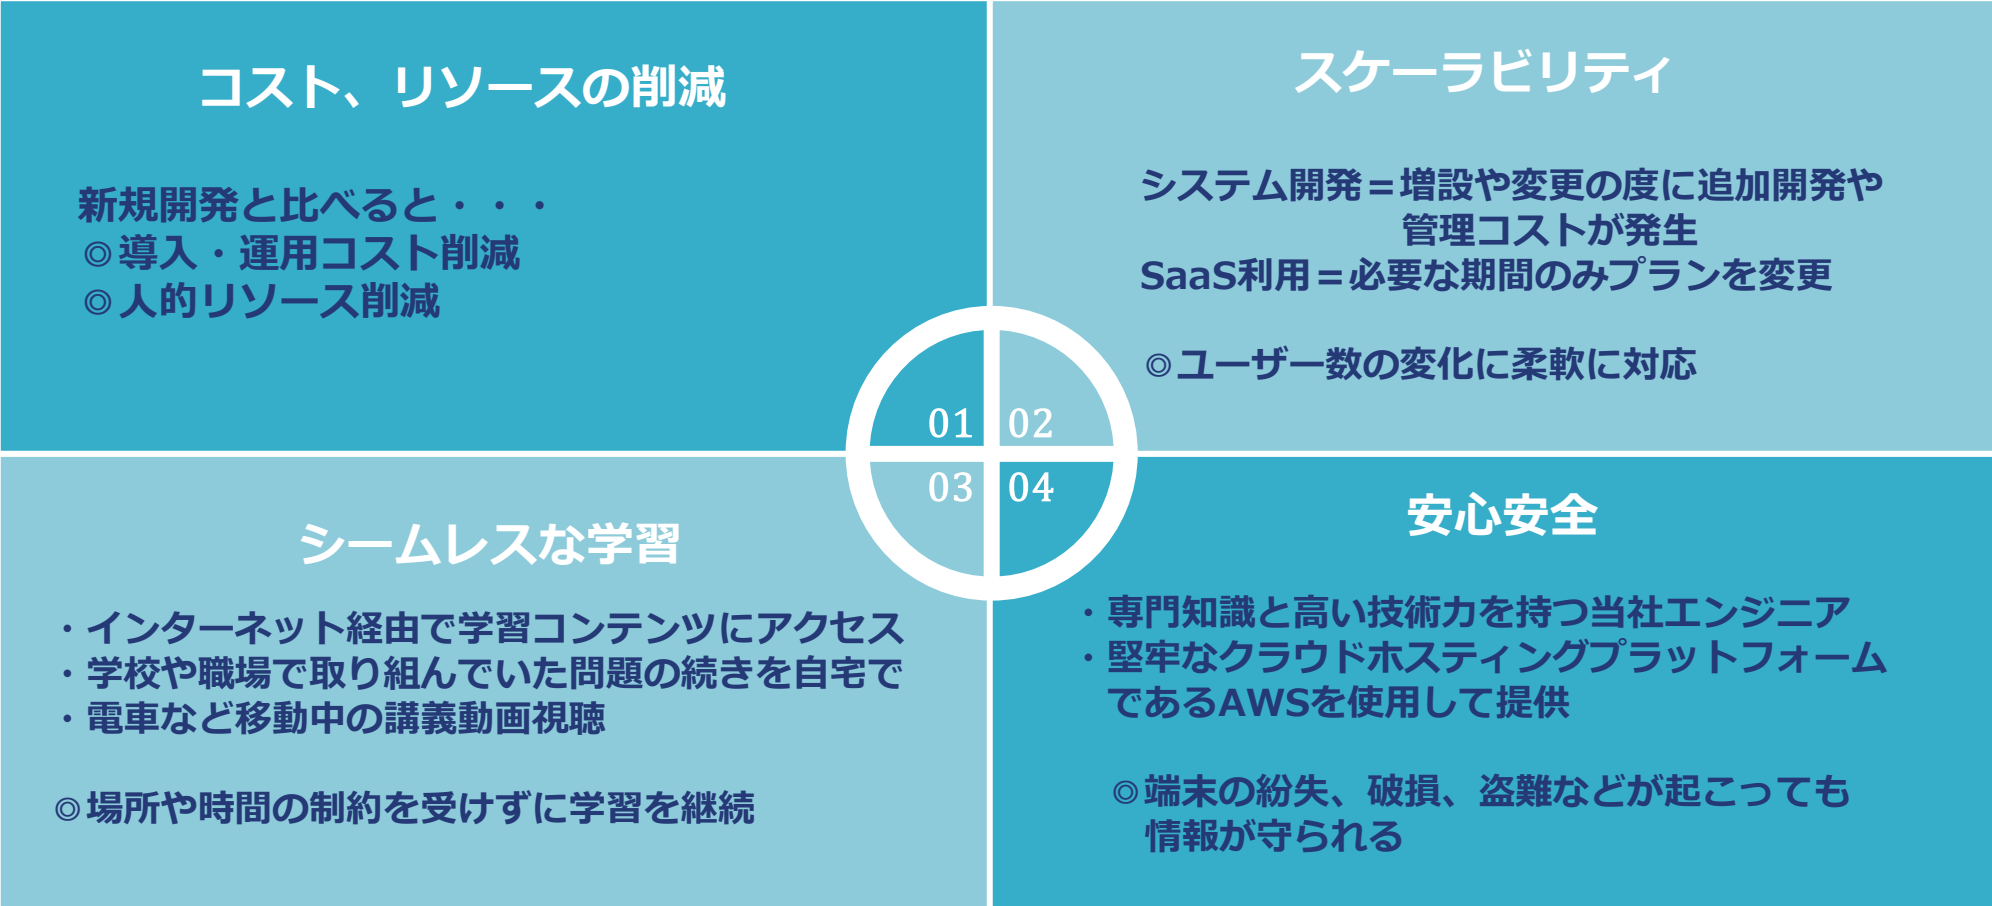 コスト、リソースの削減
新規開発と比べると・・・
◎導入・運用コスト削減
◎人的リソース削減
スケーラビリティ
システム開発＝増設や変更の度に追加開発や
管理コストが発生
SaaS利用＝必要な期間のみプランを変更
◎ユーザー数の変化に柔軟に対応
01
02
03
04
シームレスな学習
・インターネット経由で学習コンテンツにアクセス
・学校や職場で取り組んでいた問題の続きを自宅で
・電車など移動中の講義動画視聴
◎場所や時間の制約を受けずに学習を継続
安心安全
・専門知識と高い技術力を持つ当社エンジニア
・堅牢なクラウドホスティングプラットフォーム
であるAWSを使用して提供
◎端末の紛失、破損、盗難などが起こっても
情報が守られる